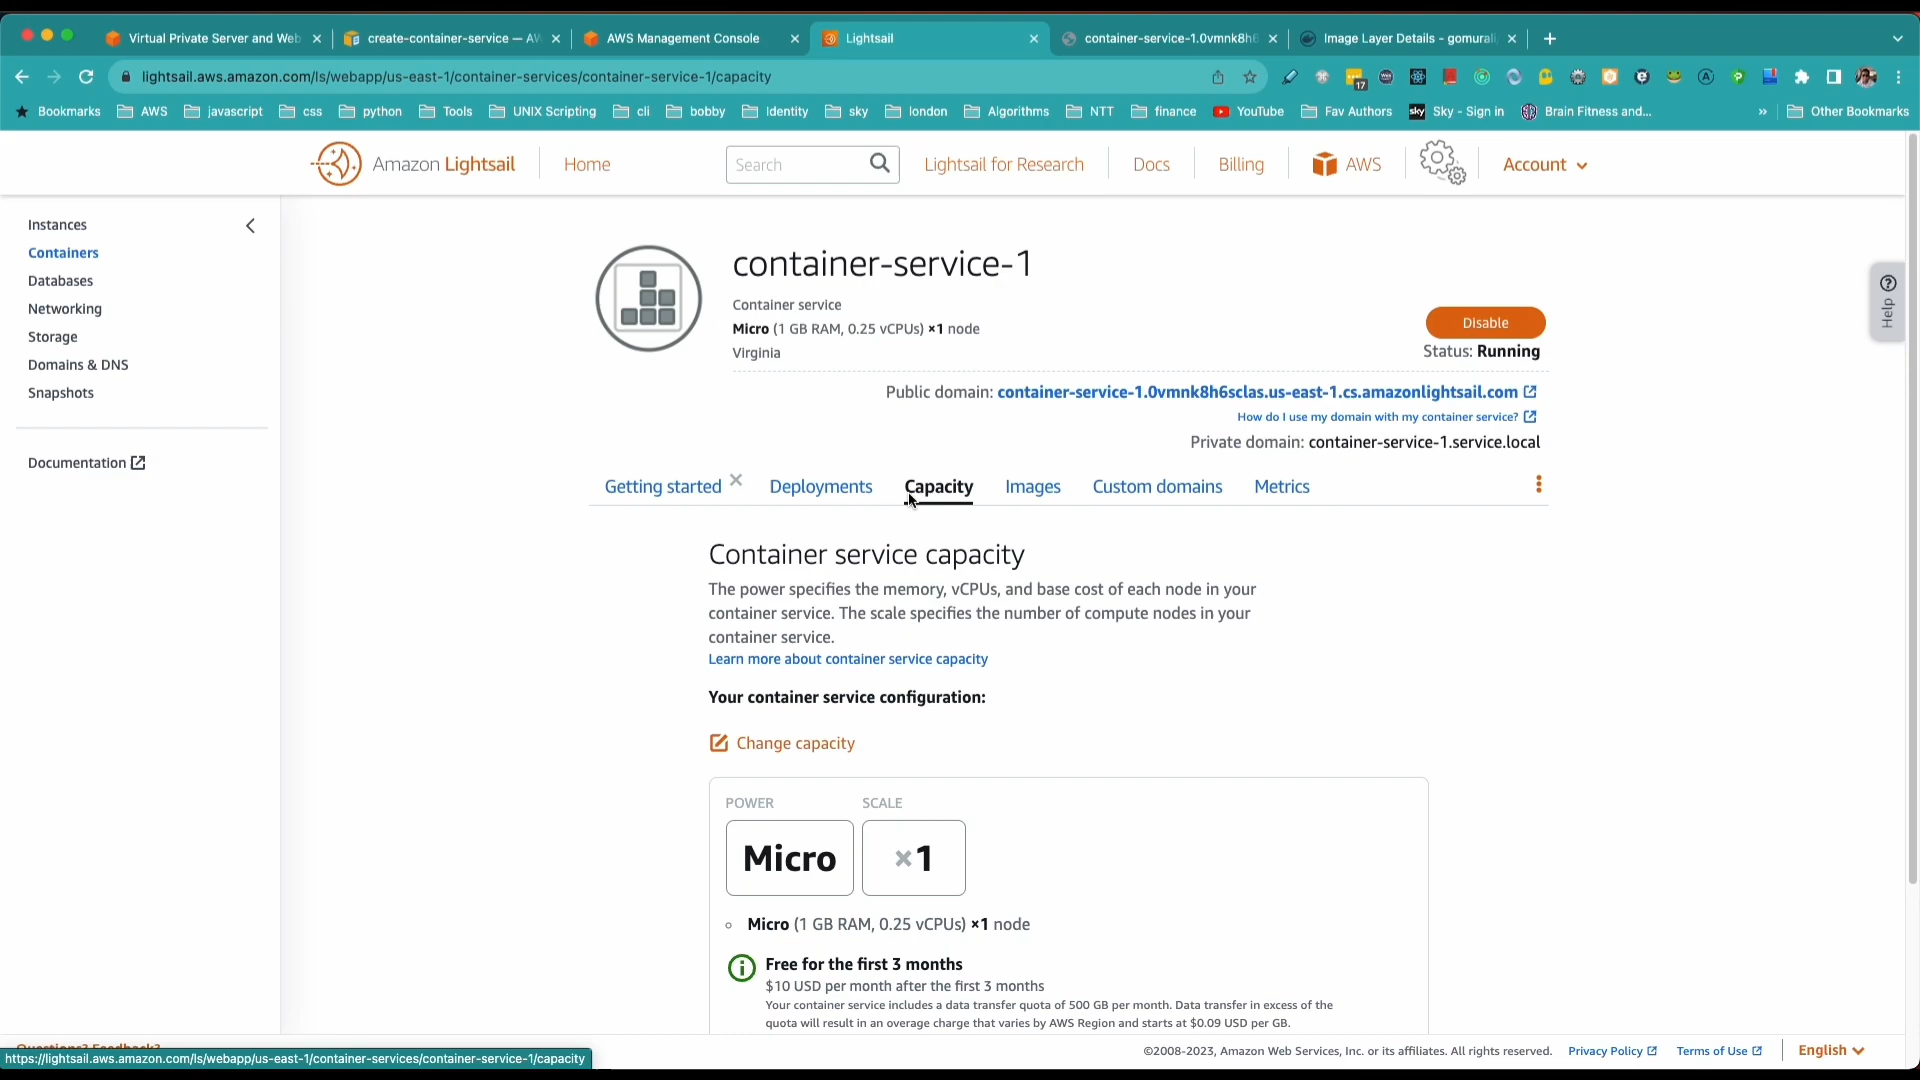 Virtual Private Server and Web
create-container-service — AW
AWS Management Console
Lightsail
container-service-1.0vmnk8h6
Image Layer Details - gomurali
lightsail.aws.amazon.com/ls/webapp/us-east-1/container-services/container-service-1/capacity
17
Bookmarks
AWS
javascript
css
python
Tools
UNIX Scripting
cli
bobby
Identity
sky
london
Algorithms
NTT
finance
YouTube
Fav Authors
sky
Sky - Sign in
Brain Fitness and...
»
Other Bookmarks
Amazon Lightsail
Home
Search
Lightsail for Research
Docs
Billing
AWS
Account
Instances
Containers
Databases
Networking
Storage
Domains & DNS
Snapshots
Documentation
container-service-1
Container service
Micro (1 GB RAM, 0.25 vCPUs) ×1 node
Virginia
Disable
Status: Running
Help
Public domain: container-service-1.0vmnk8h6sclas.us-east-1.cs.amazonlightsail.com
How do I use my domain with my container service?
Private domain: container-service-1.service.local
Getting started
Deployments
Capacity
Images
Custom domains
Metrics
Container service capacity
The power specifies the memory, vCPUs, and base cost of each node in your
container service. The scale specifies the number of compute nodes in your
container service.
Learn more about container service capacity
Your container service configuration:
Change capacity
POWER
SCALE
Micro
×1
Micro (1 GB RAM, 0.25 vCPUs) ×1 node
Free for the first 3 months
$10 USD per month after the first 3 months
Your container service includes a data transfer quota of 500 GB per month. Data transfer in excess of the
quota will result in an overage charge that varies by AWS Region and starts at $0.09 USD per GB.
Questions? Feedback?
https://lightsail.aws.amazon.com/ls/webapp/us-east-1/container-services/container-service-1/capacity
©2008-2023, Amazon Web Services, Inc. or its affiliates. All rights reserved.
Privacy Policy
Terms of Use
English